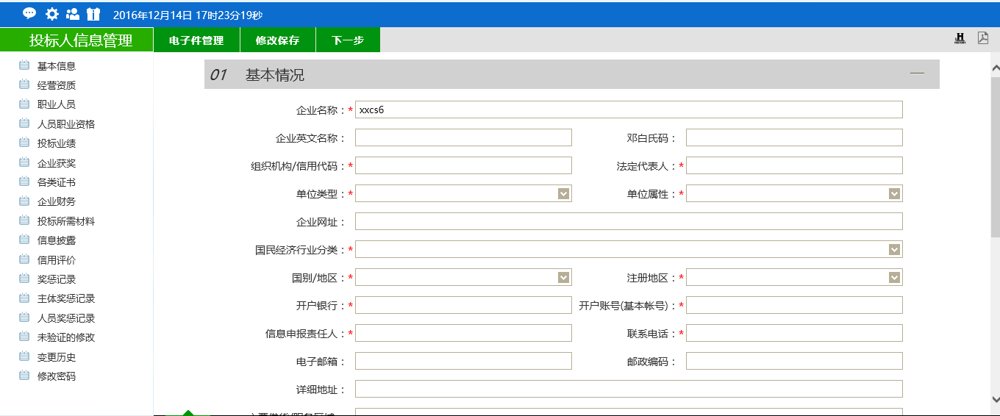 2016年12月14日 17时23分19秒
投标人信息管理
电子件管理 修改保存 下一步
H
HISTORY
基本信息
经营资质
职业人员
人员职业资格
投标业绩
企业获奖
各类证书
企业财务
投标所需材料
信息披露
信用评价
奖惩记录
主体奖惩记录
人员奖惩记录
未验证的修改
变更历史
修改密码
01 基本情况
企业名称：* xxcs6
企业英文名称： 邓白氏码：
组织机构/信用代码：* 法定代表人：*
单位类型：* 单位属性：*
企业网址：
国民经济行业分类：*
国别/地区：* 注册地区：*
开户银行：* 开户账号(基本帐号)：*
信息申报责任人：* 联系电话：*
电子邮箱： 邮政编码：
详细地址：